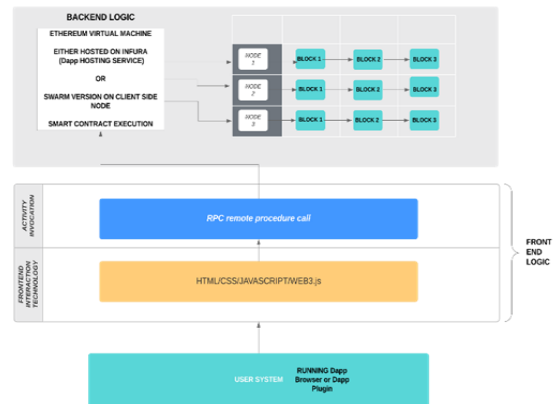 BACKEND LOGIC
ETHEREUM VIRTUAL MACHINE
EITHER HOSTED ON INFURA
(Dapp HOSTING SERVICE)
OR
SWARM VERSION ON CLIENT SIDE
NODE
SMART CONTRACT EXECUTION
NODE
1
BLOCK 1
BLOCK 2
BLOCK 3
NODE
2
BLOCK 1
BLOCK 2
BLOCK 3
NODE
3
BLOCK 1
BLOCK 2
BLOCK 3
ACTIVITY
INVOCATION
RPC remote procedure call
FRONTEND
INTERACTION
TECHNOLOGY
HTML/CSS/JAVASCRIPT/WEB3.js
FRONT
END
LOGIC
USER SYSTEM
RUNNING Dapp
Browser or Dapp
Plugin